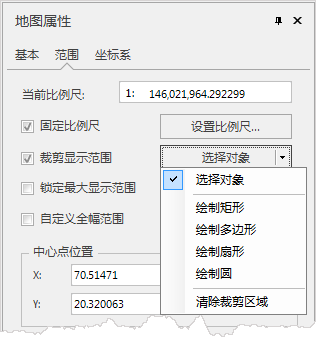 地图属性
基本 范围 坐标系
当前比例尺: 1: 146,021,964.292299
固定比例尺 设置比例尺...
裁剪显示范围 选择对象
选择对象
锁定最大显示范围
绘制矩形
自定义全幅范围
绘制多边形
绘制扇形
中心点位置
绘制圆
X: 70.51471
清除裁剪区域
Y: 20.320063